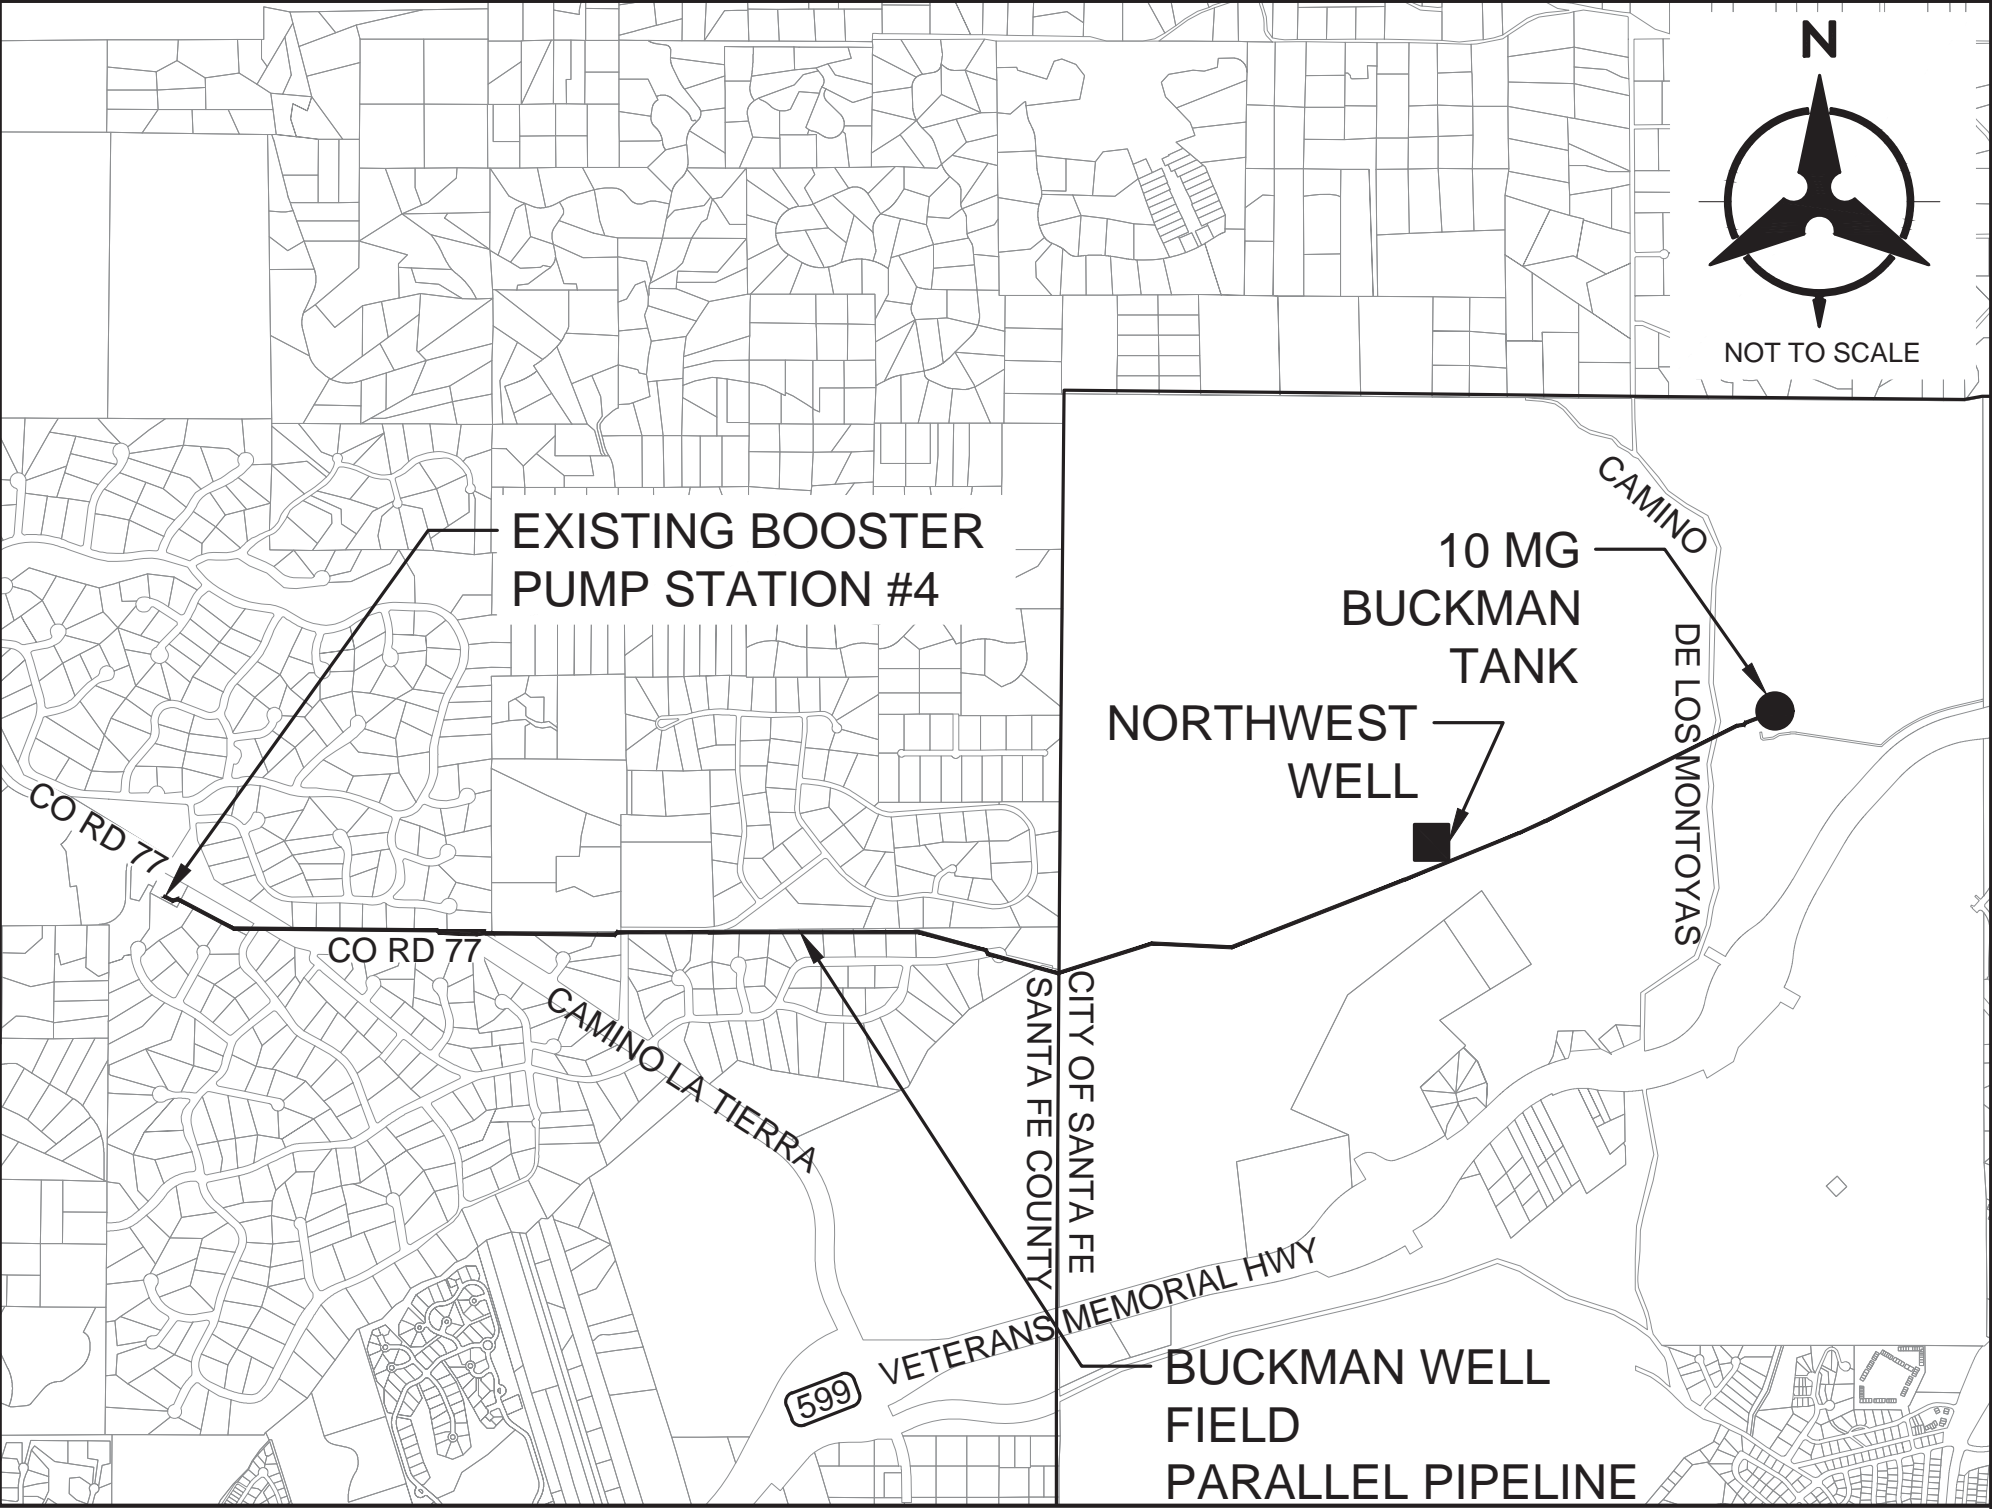 N
NOT TO SCALE
CAMINO
EXISTING BOOSTER
PUMP STATION #4
10 MG
BUCKMAN
TANK
DE LOS MONTOYAS
NORTHWEST
WELL
CO RD 77
CO RD 77
CAMINO LA TIERRA
SANTA FE COUNTY
CITY OF SANTA FE
VETERANS MEMORIAL HWY
599
BUCKMAN WELL
FIELD
PARALLEL PIPELINE